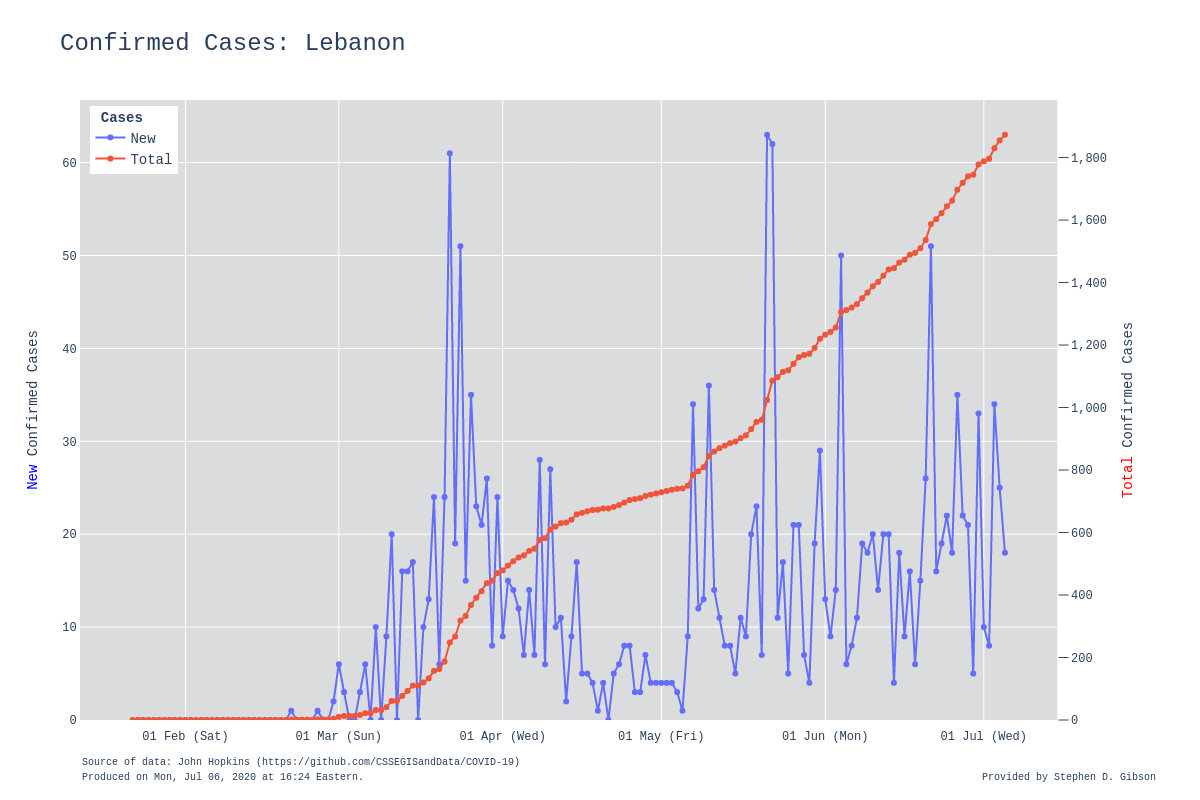 Confirmed Cases: Lebanon
Cases
New
Total
60
50
40
30
20
10
0
1,800
1,600
1,400
1,200
1,000
800
600
400
200
0
New Confirmed Cases
Total Confirmed Cases
01 Feb (Sat)
01 Mar (Sun)
01 Apr (Wed)
01 May (Fri)
01 Jun (Mon)
01 Jul (Wed)
Source of data: John Hopkins (https://github.com/CSSEGISandData/COVID-19)
Produced on Mon, Jul 06, 2020 at 16:24 Eastern.
Provided by Stephen D. Gibson